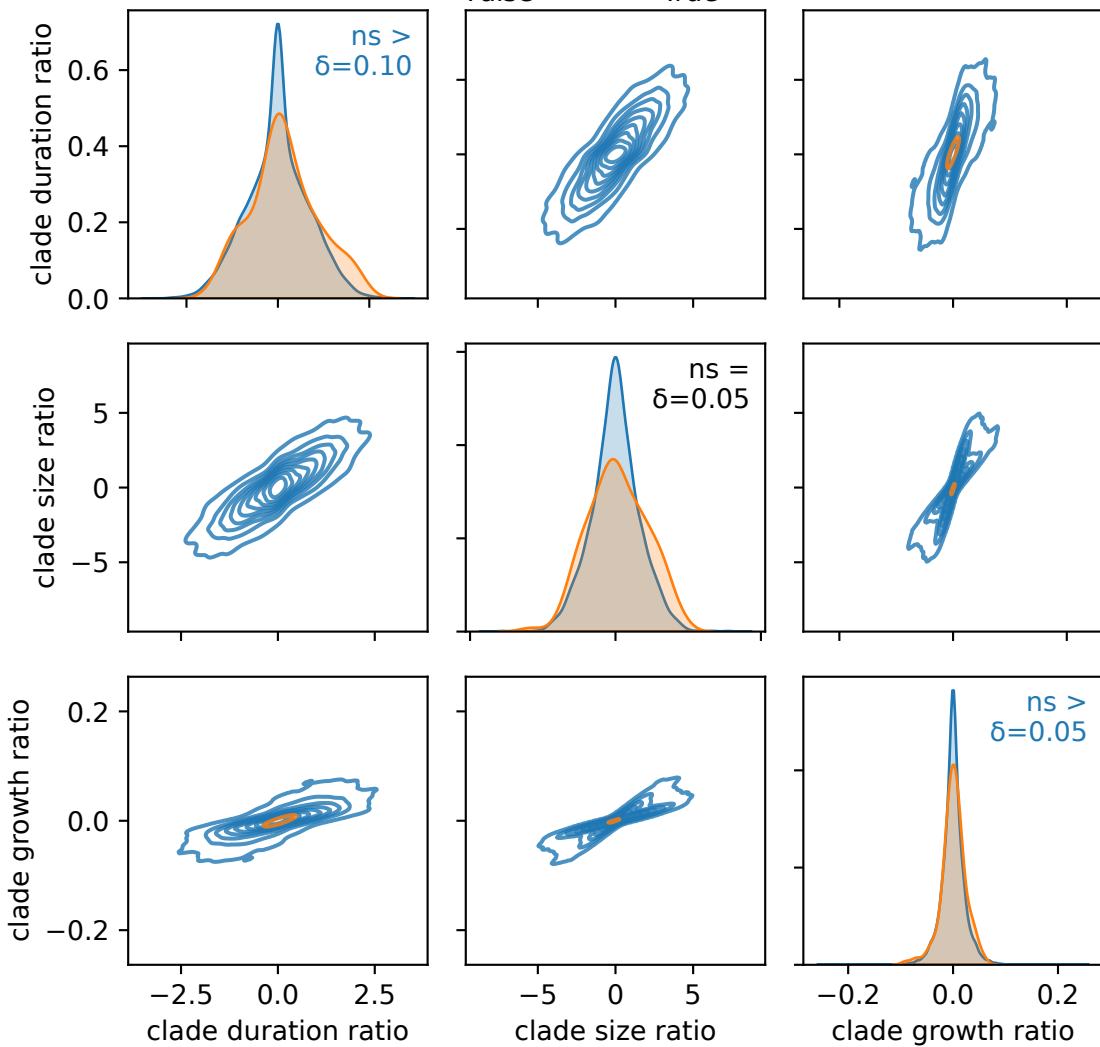 ns >
δ=0.10
clade duration ratio
0.6
0.4
0.2
0.0
ns =
δ=0.05
clade size ratio
5
0
−5
ns >
δ=0.05
clade growth ratio
0.2
0.0
−0.2
−2.5 0.0 2.5
−5 0 5
−0.2 0.0 0.2
clade duration ratio
clade size ratio
clade growth ratio